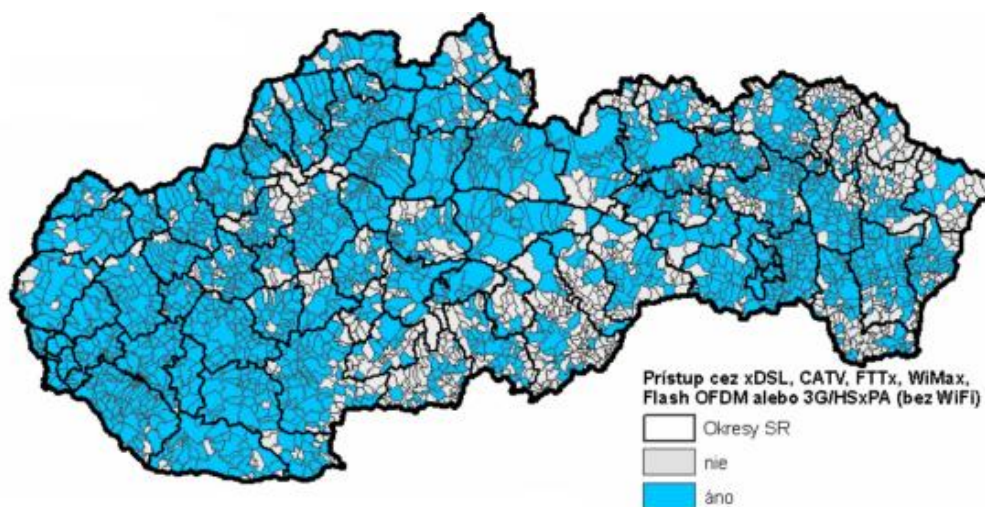 Prístup cez xDSL, CATV, FTTx, WiMax,
Flash OFDM alebo 3G/HSxPA (bez WiFi)
Okresy SR
nie
áno